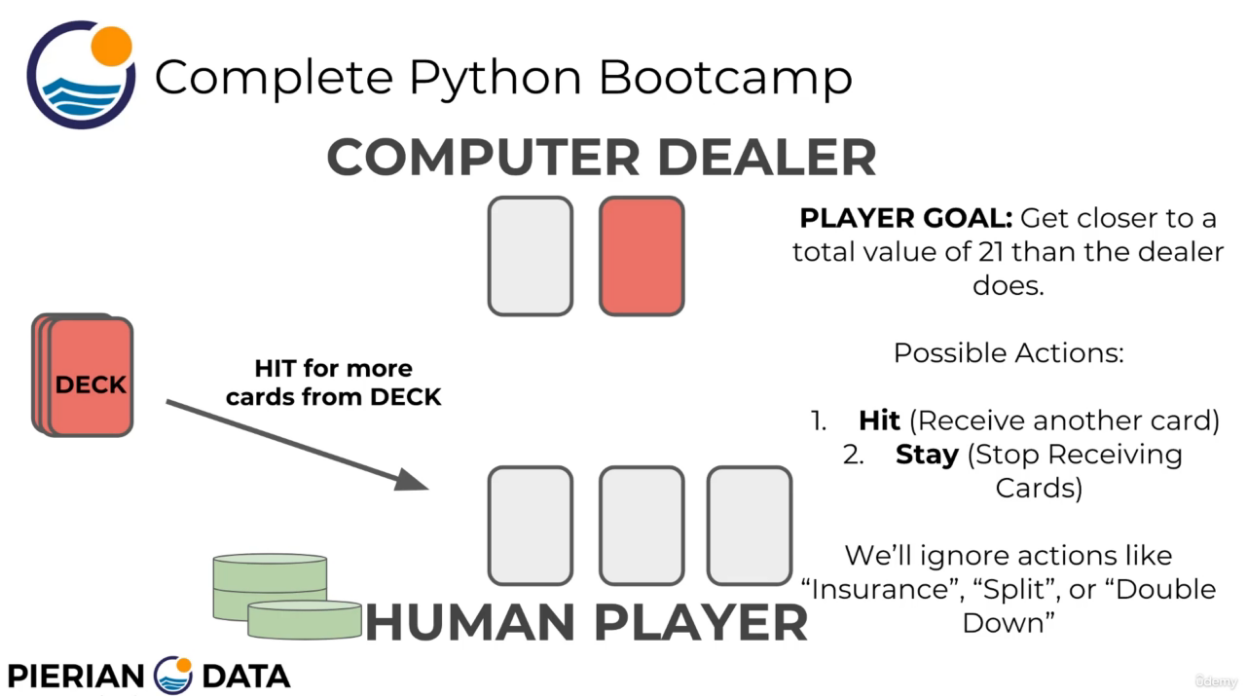 Complete Python Bootcamp
COMPUTER DEALER
PLAYER GOAL: Get closer to a
total value of 21 than the dealer
does.
Possible Actions:
1. Hit (Receive another card)
2. Stay (Stop Receiving
Cards)
We'll ignore actions like
“Insurance”, “Split”, or “Double
Down”
DECK
HIT for more
cards from DECK
HUMAN PLAYER
PIERIAN DATA
ûdemy